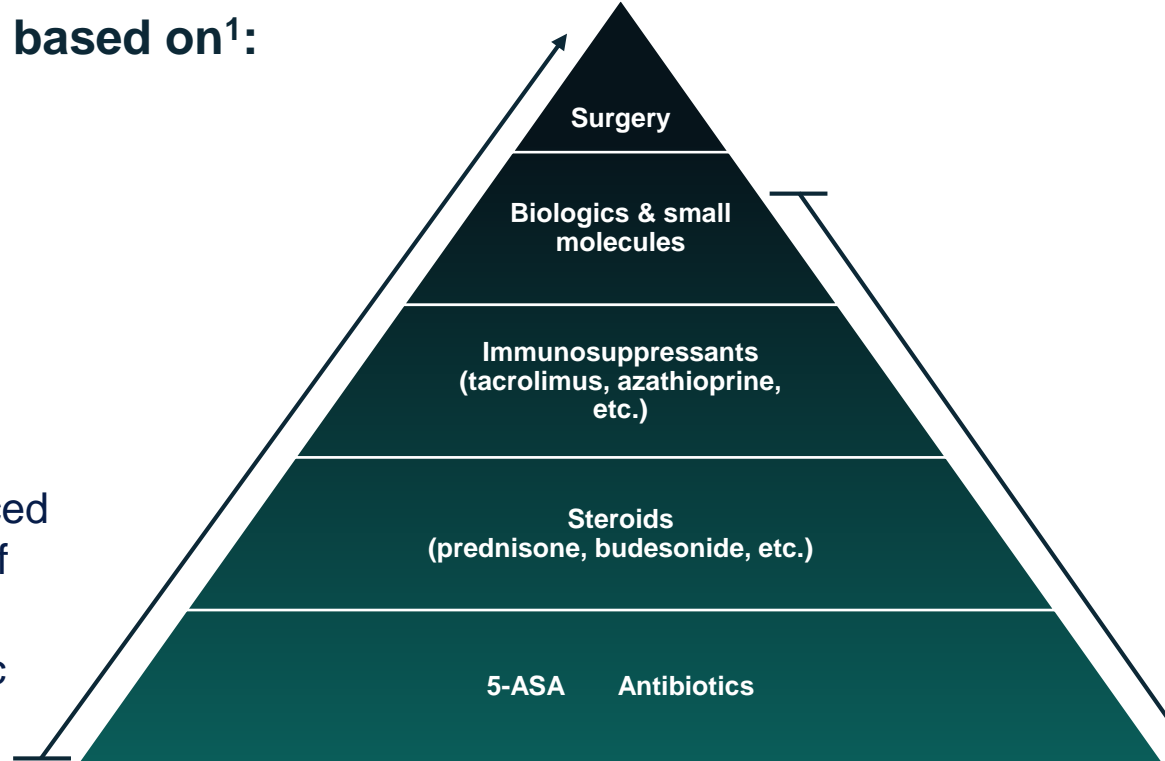 based on¹:
Surgery
Biologics & small
molecules
Immunosuppressants
(tacrolimus, azathioprine,
etc.)
Steroids
(prednisone, budesonide, etc.)
5-ASA Antibiotics